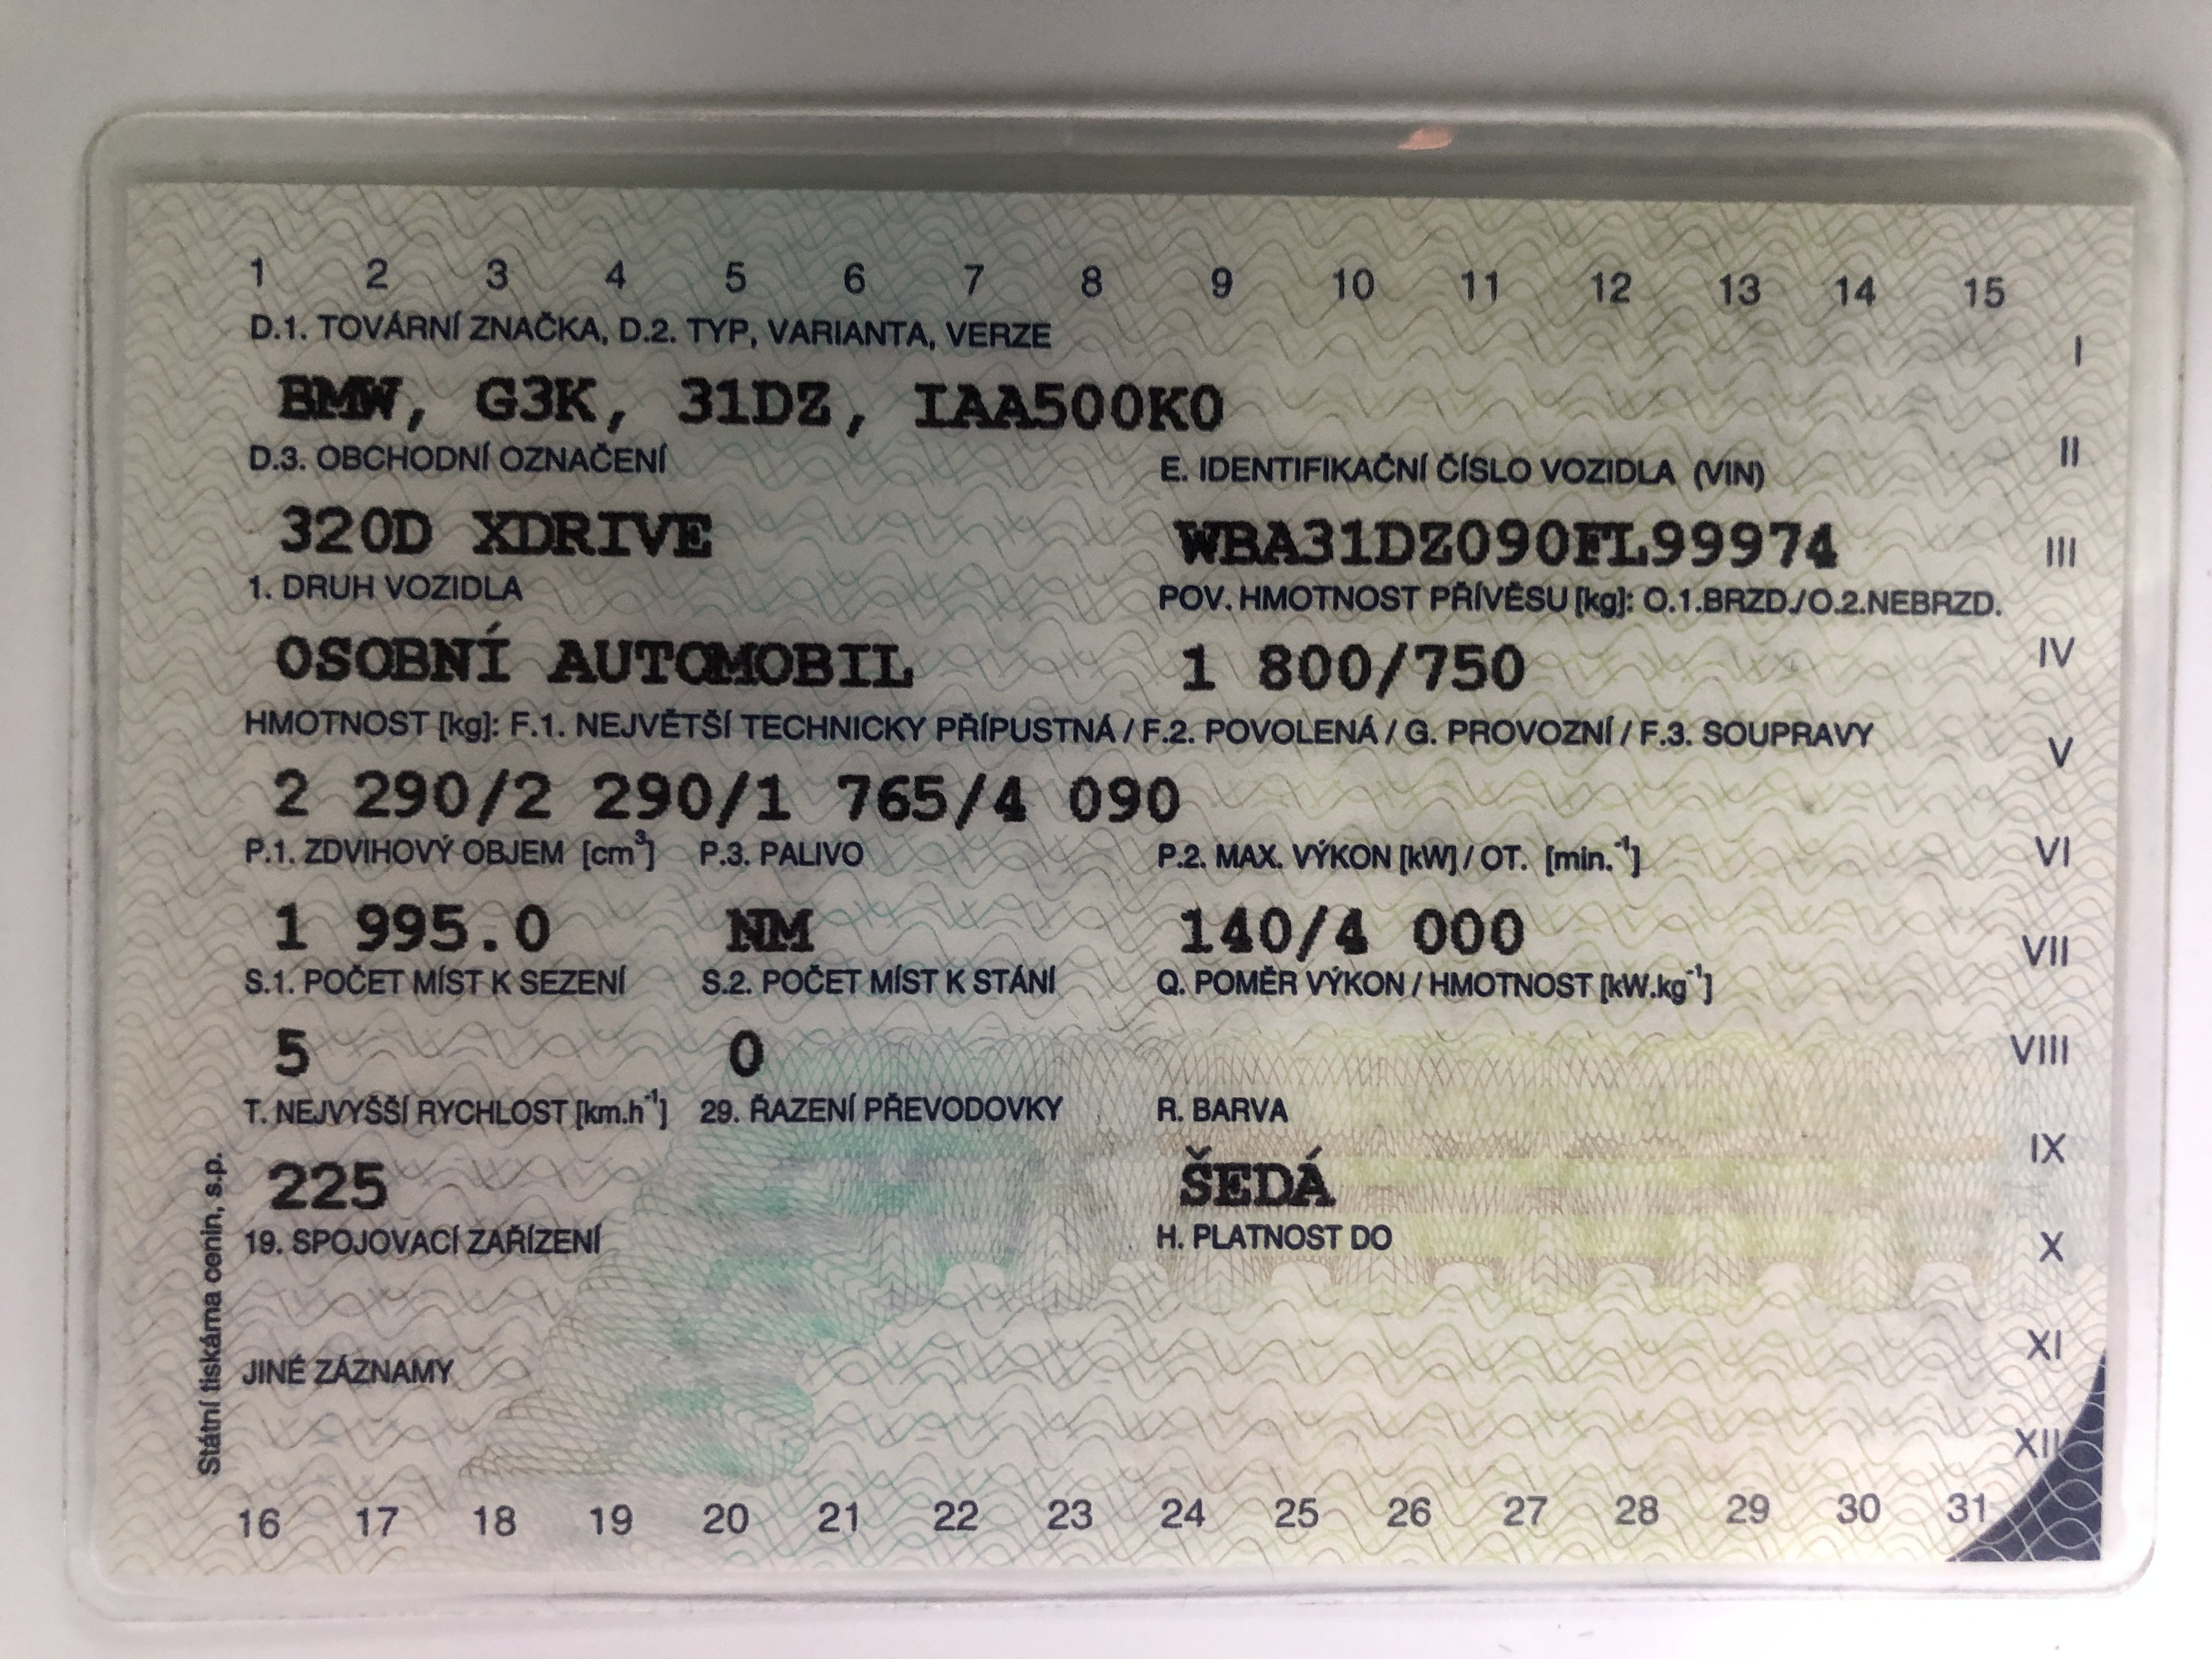 1 2 3 4 5 6 7 8 9 10 11 12 13 14 15
D.1. TOVÁRNÍ ZNAČKA, D.2. TYP, VARIANTA, VERZE
I
BMW, G3K, 31DZ, IAA500K0
D.3. OBCHODNÍ OZNAČENÍ E. IDENTIFIKAČNÍ ČÍSLO VOZIDLA (VIN)
II
320D XDRIVE WBA31DZ090FL99974
III
1. DRUH VOZIDLA POV. HMOTNOST PŘÍVĚSU [kg]: O.1.BRZD./O.2.NEBRZD.
OSOBNÍ AUTOMOBIL 1 800/750
IV
HMOTNOST [kg]: F.1. NEJVĚTŠÍ TECHNICKY PŘÍPUSTNÁ / F.2. POVOLENÁ / G. PROVOZNÍ / F.3. SOUPRAVY
V
2 290/2 290/1 765/4 090
P.1. ZDVIHOVÝ OBJEM [cm³] P.3. PALIVO P.2. MAX. VÝKON [kW] / OT. [min.⁻¹]
VI
1 995.0 NM 140/4 000
VII
S.1. POČET MÍST K SEZENÍ S.2. POČET MÍST K STÁNÍ Q. POMĚR VÝKON / HMOTNOST [kW.kg⁻¹]
5 0
VIII
T. NEJVYŠŠÍ RYCHLOST [km.h⁻¹] 29. ŘAZENÍ PŘEVODOVKY R. BARVA
IX
225 ŠEDÁ
19. SPOJOVACÍ ZAŘÍZENÍ H. PLATNOST DO
X
XI
JINÉ ZÁZNAMY
XII
Státní tiskárna cenin, s.p.
16 17 18 19 20 21 22 23 24 25 26 27 28 29 30 31